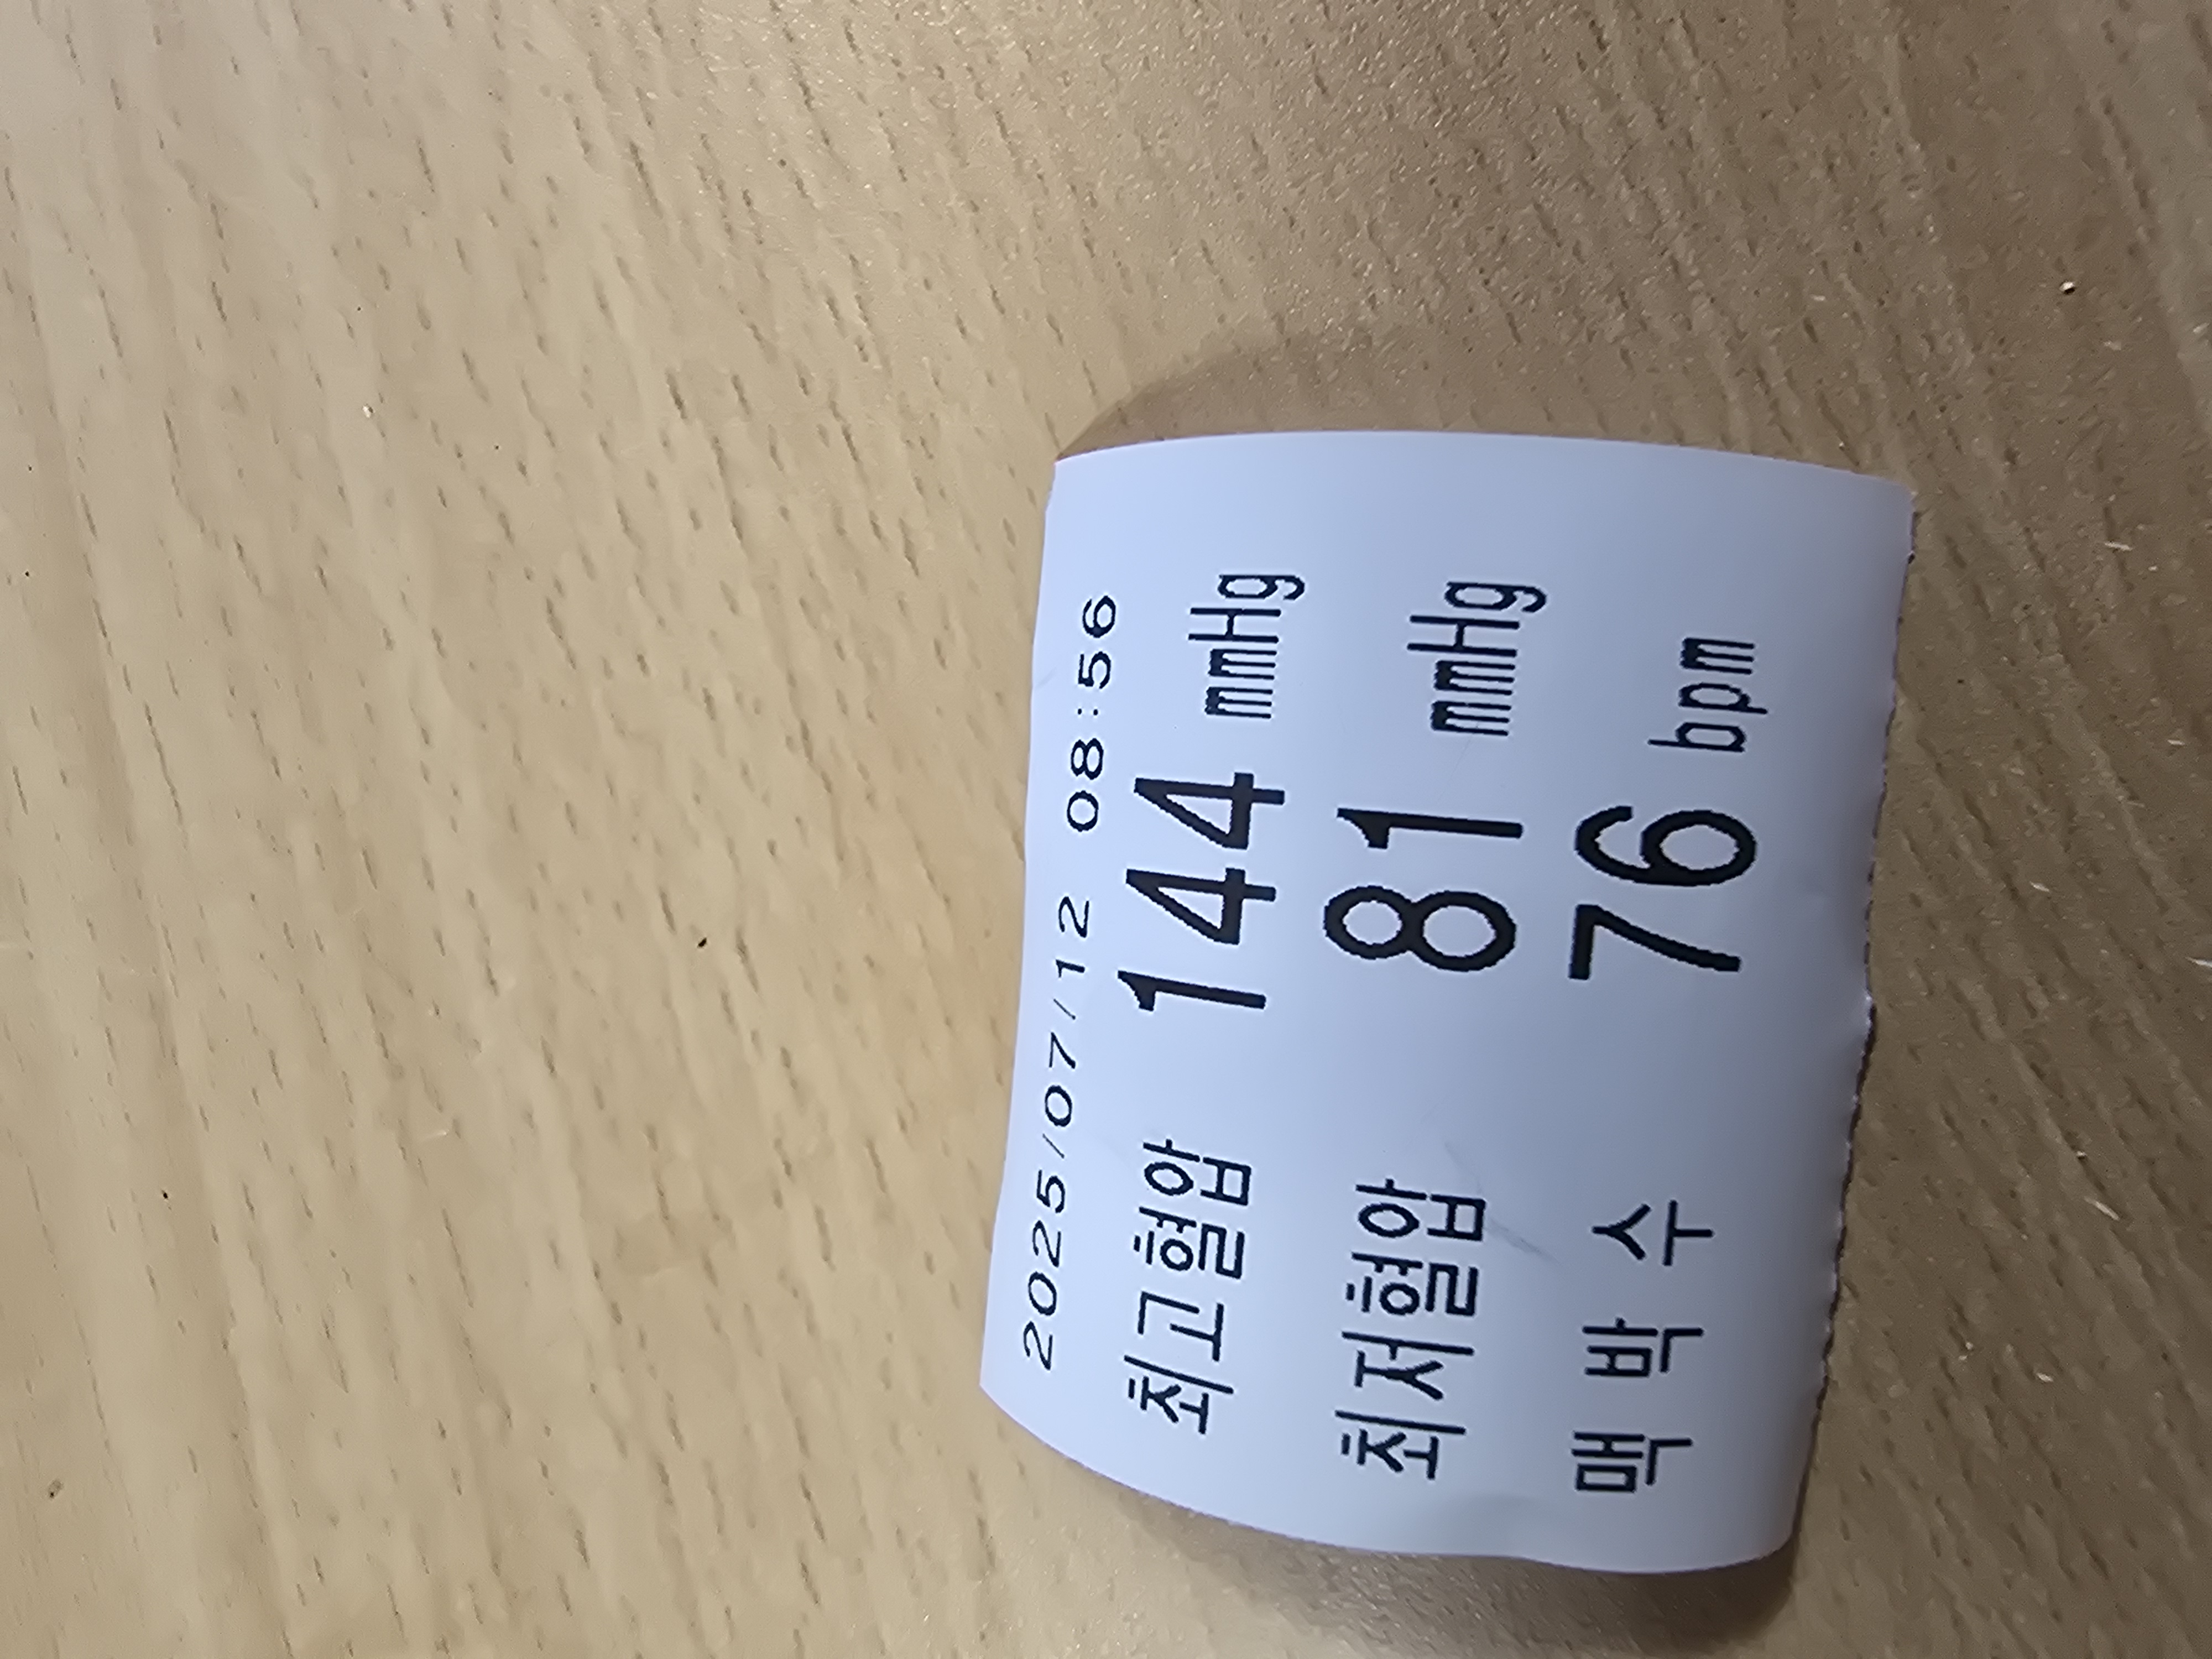 2025/07/12 08:56
최고혈압 144 mmHg
최저혈압 81 mmHg
맥 박 수 76 bpm